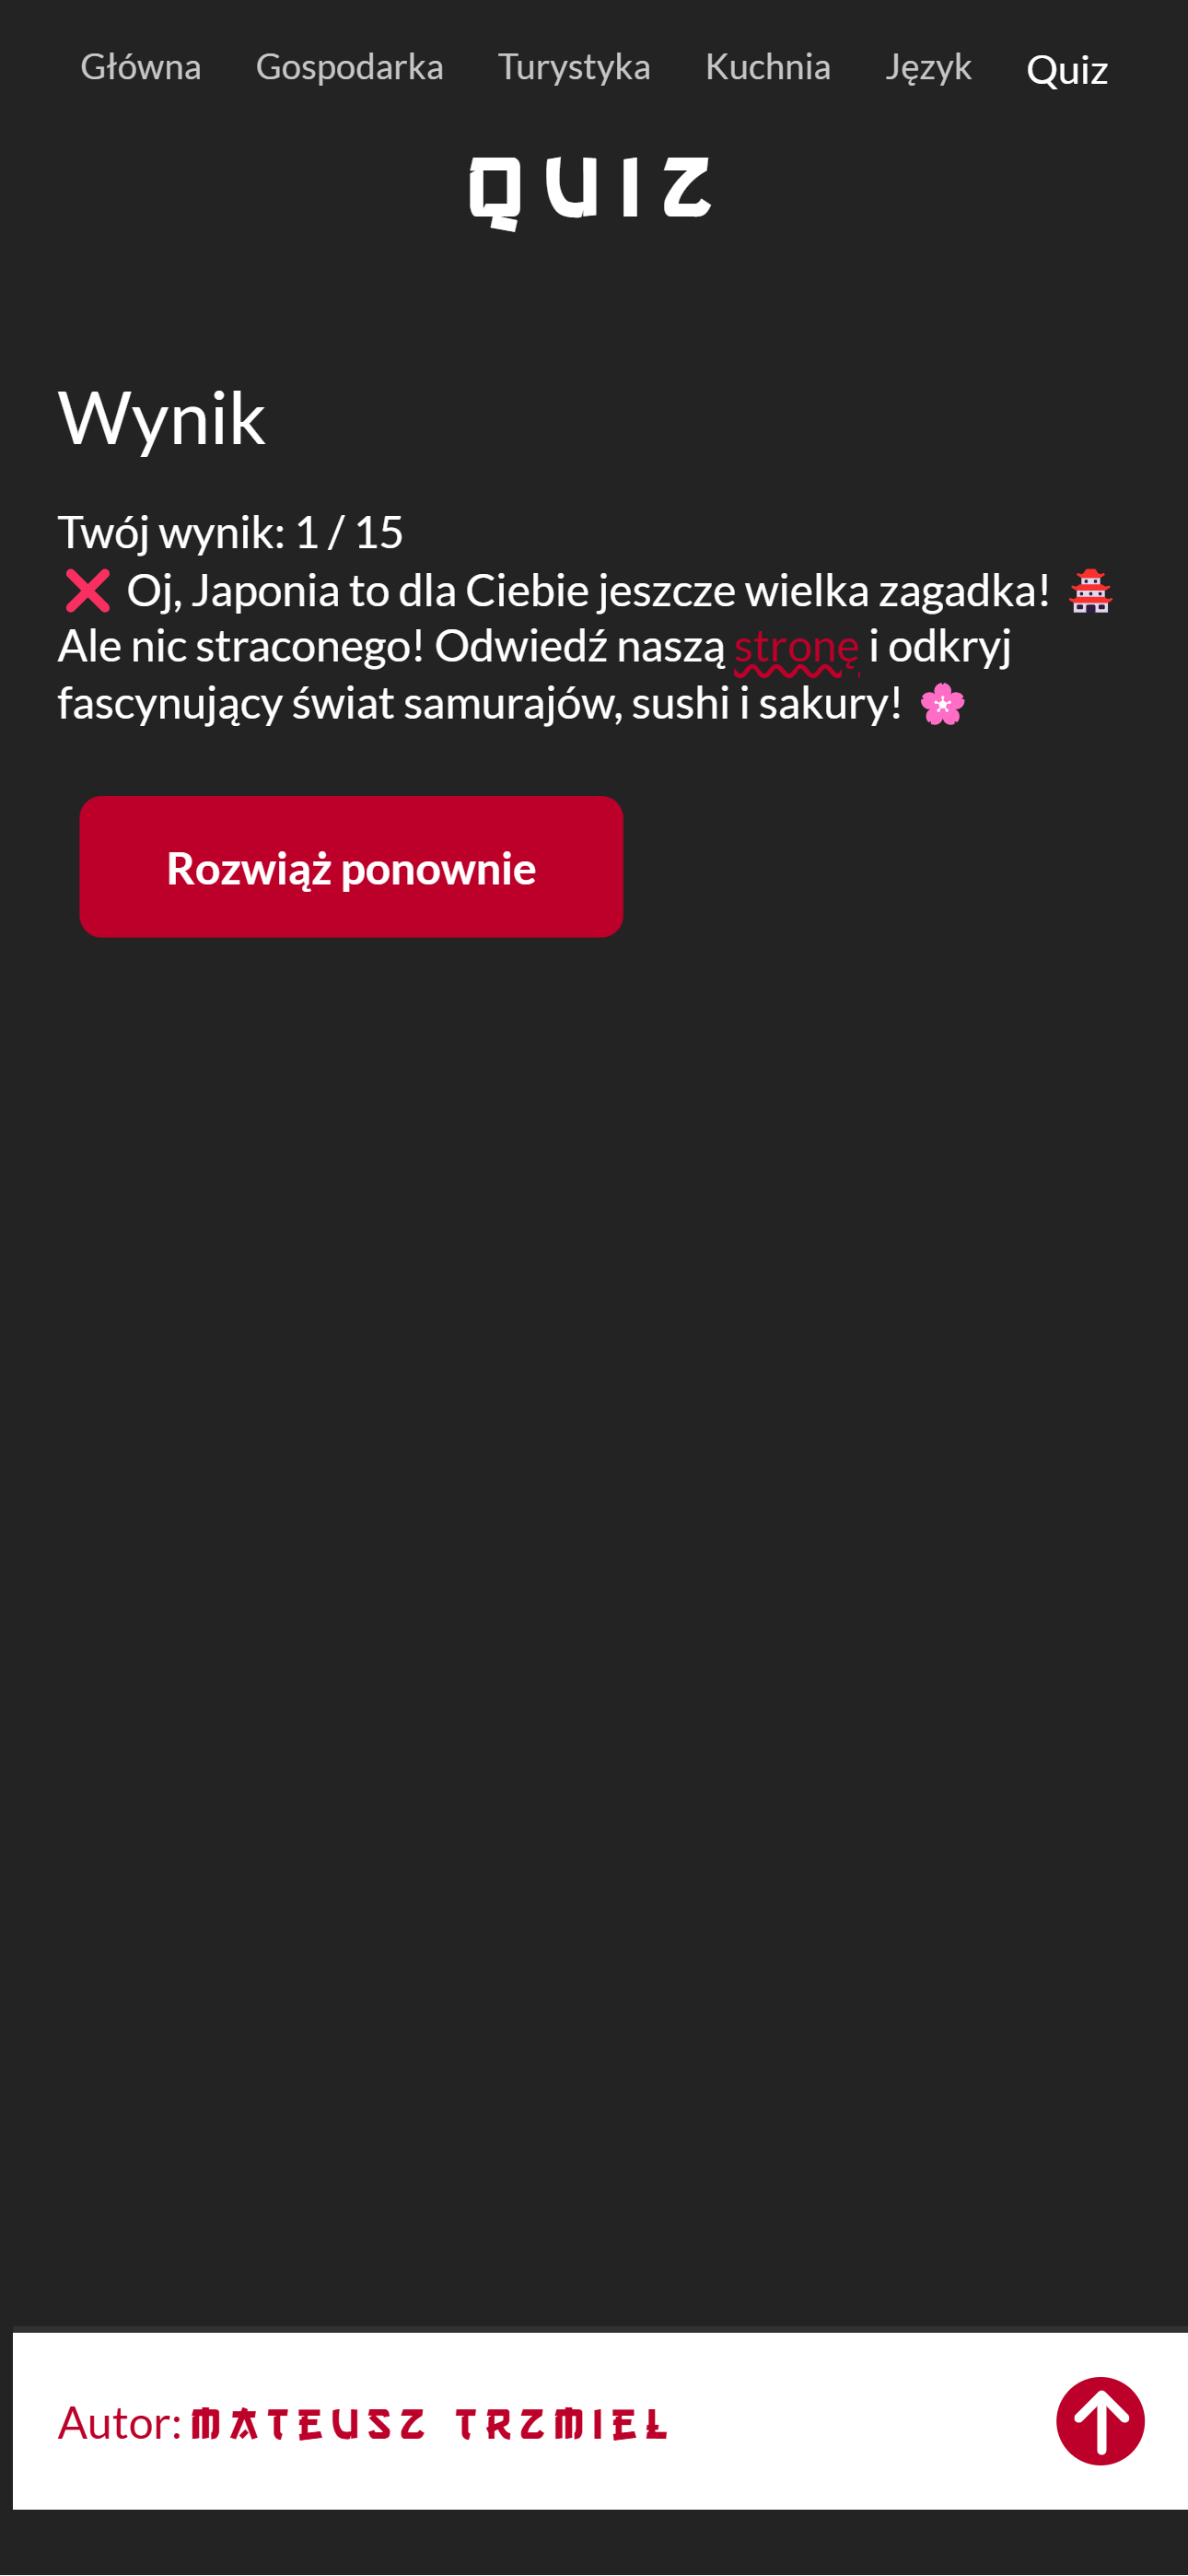 Główna Gospodarka Turystyka Kuchnia Język Quiz
QUIZ
Wynik
Twój wynik: 1 / 15
❌ Oj, Japonia to dla Ciebie jeszcze wielka zagadka! 🏯
Ale nic straconego! Odwiedź naszą stronę i odkryj
fascynujący świat samurajów, sushi i sakury! 🌸
Rozwiąż ponownie
Autor: MATEUSZ TRZMIEŁ